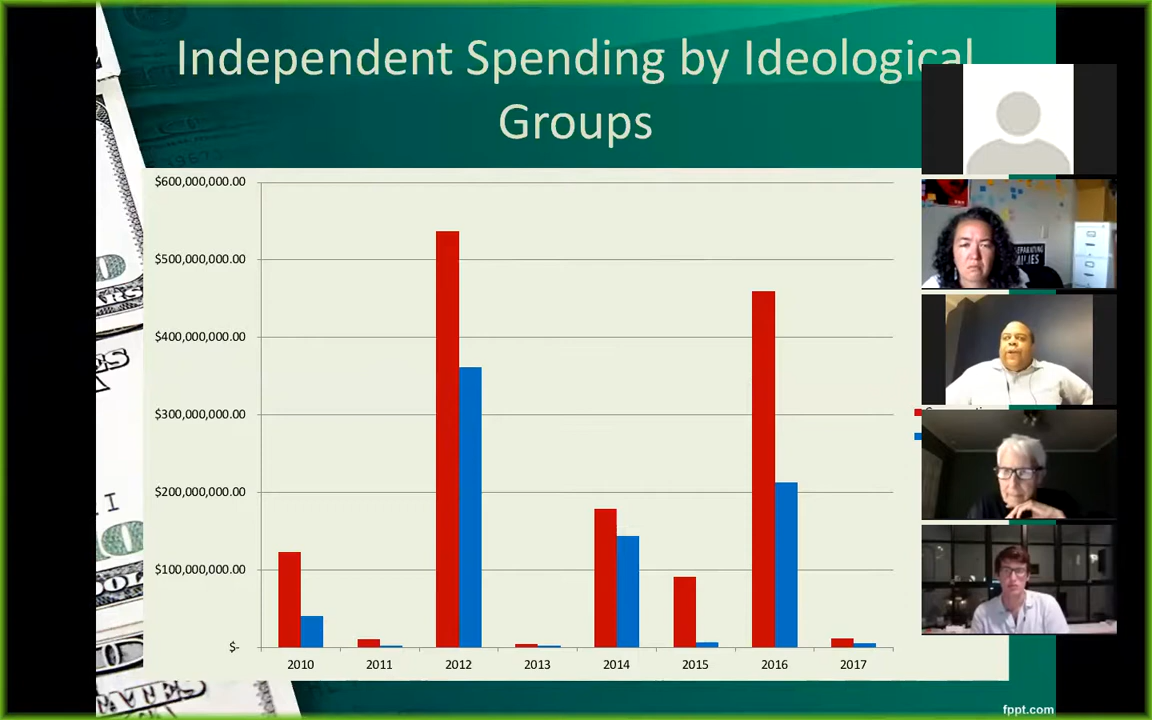 Independent Spending by Ideological
Groups
$600,000,000.00
$500,000,000.00
$400,000,000.00
$300,000,000.00
$200,000,000.00
$100,000,000.00
$-
2010 2011 2012 2013 2014 2015 2016 2017
fppt.com